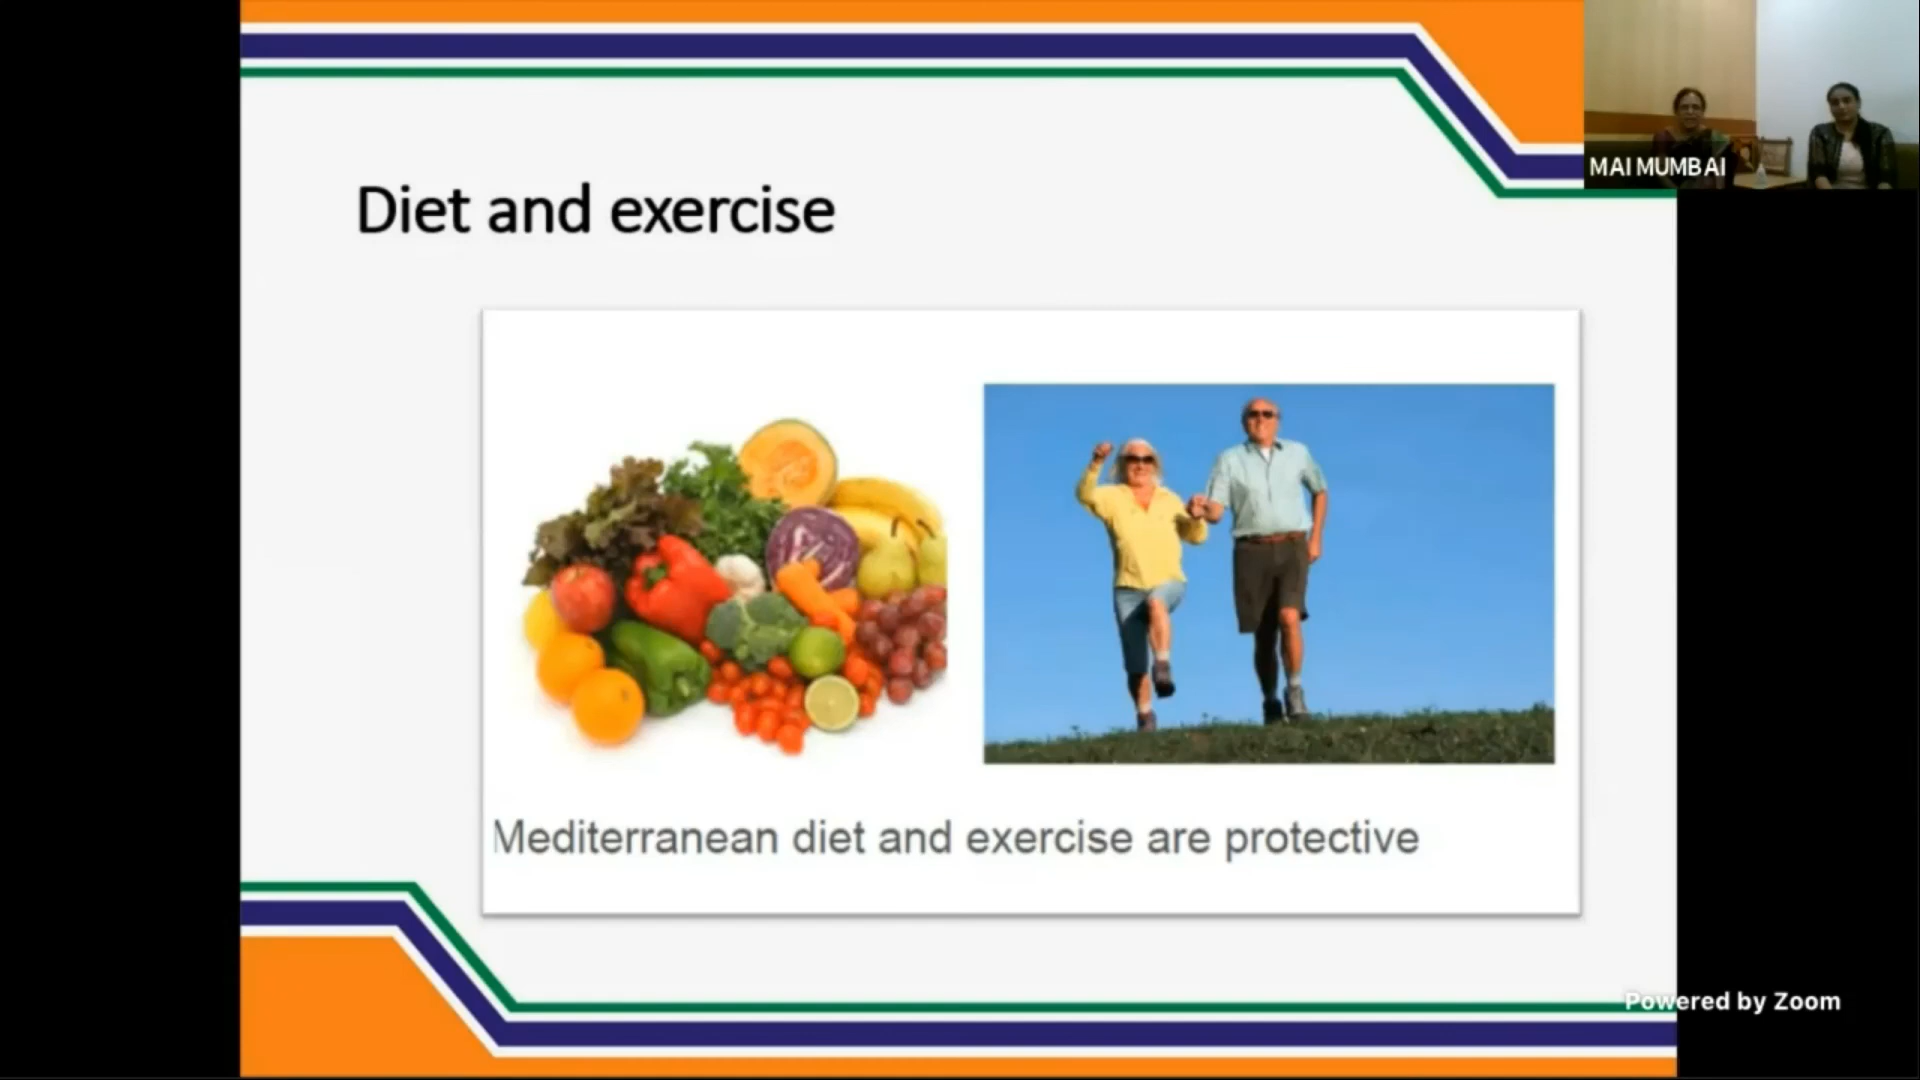 MAI MUMBAI
Diet and exercise
Mediterranean diet and exercise are protective
Powered by Zoom